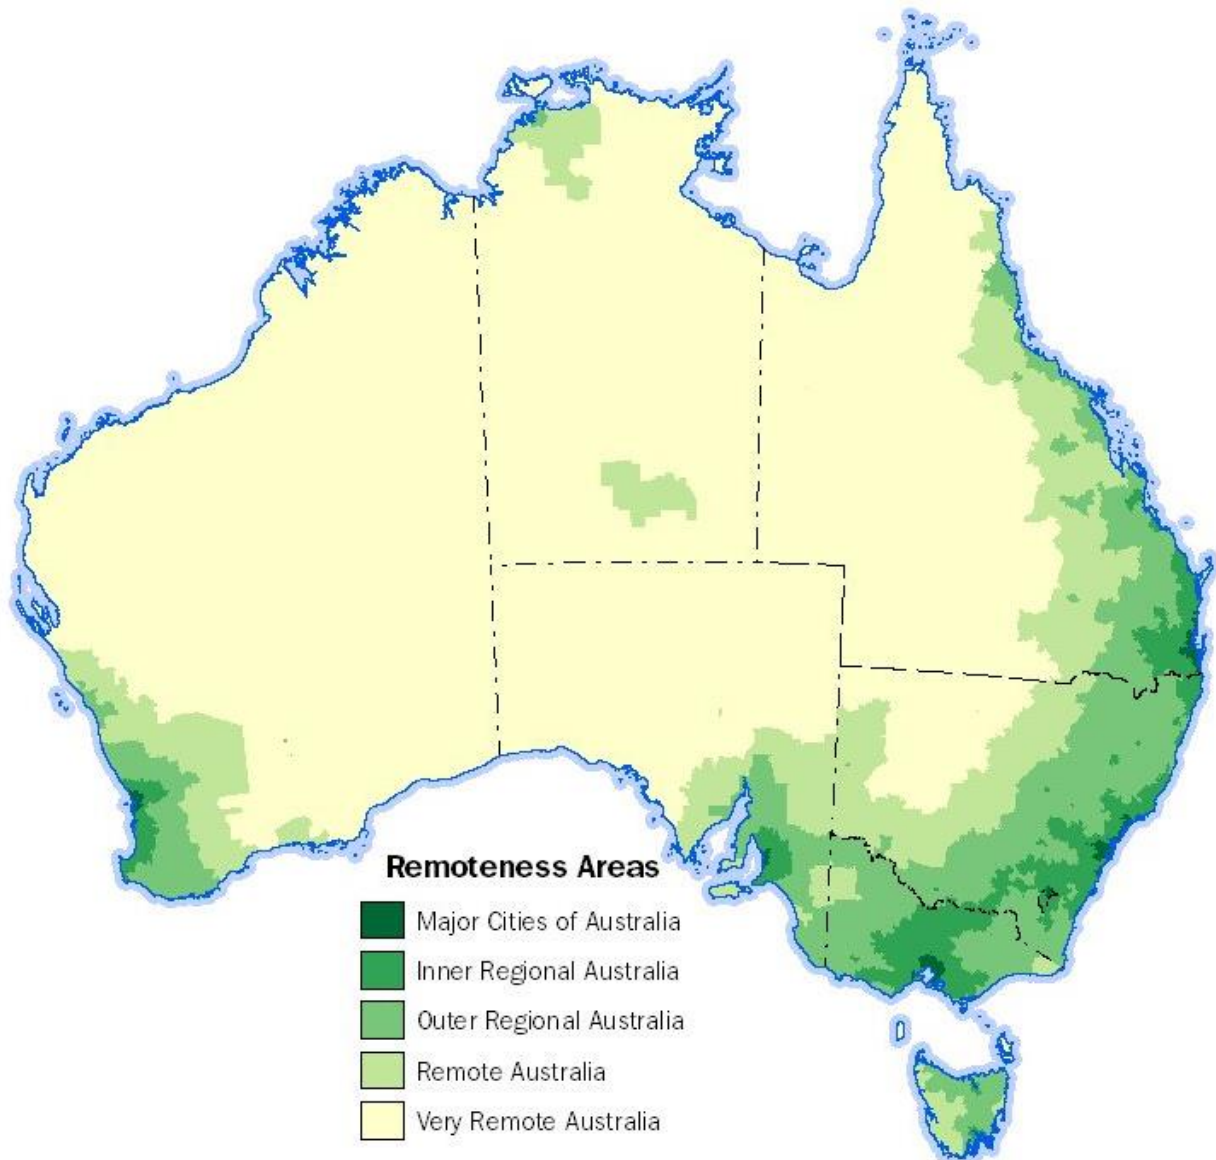 Remoteness Areas
Major Cities of Australia
Inner Regional Australia
Outer Regional Australia
Remote Australia
Very Remote Australia